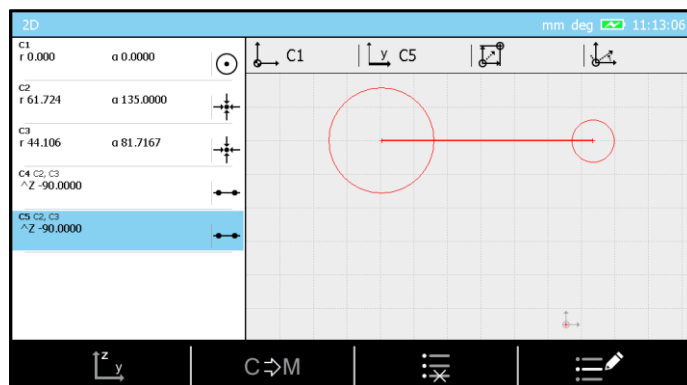 2D
mm deg 11:13:06
C1
r 0.000 α 0.0000
C2
r 61.724 α 135.0000
C3
r 44.106 α 81.7167
C4 C2, C3
^Z -90.0000
C5 C2, C3
^Z -90.0000
C1
y C5
z
y
C⇒M